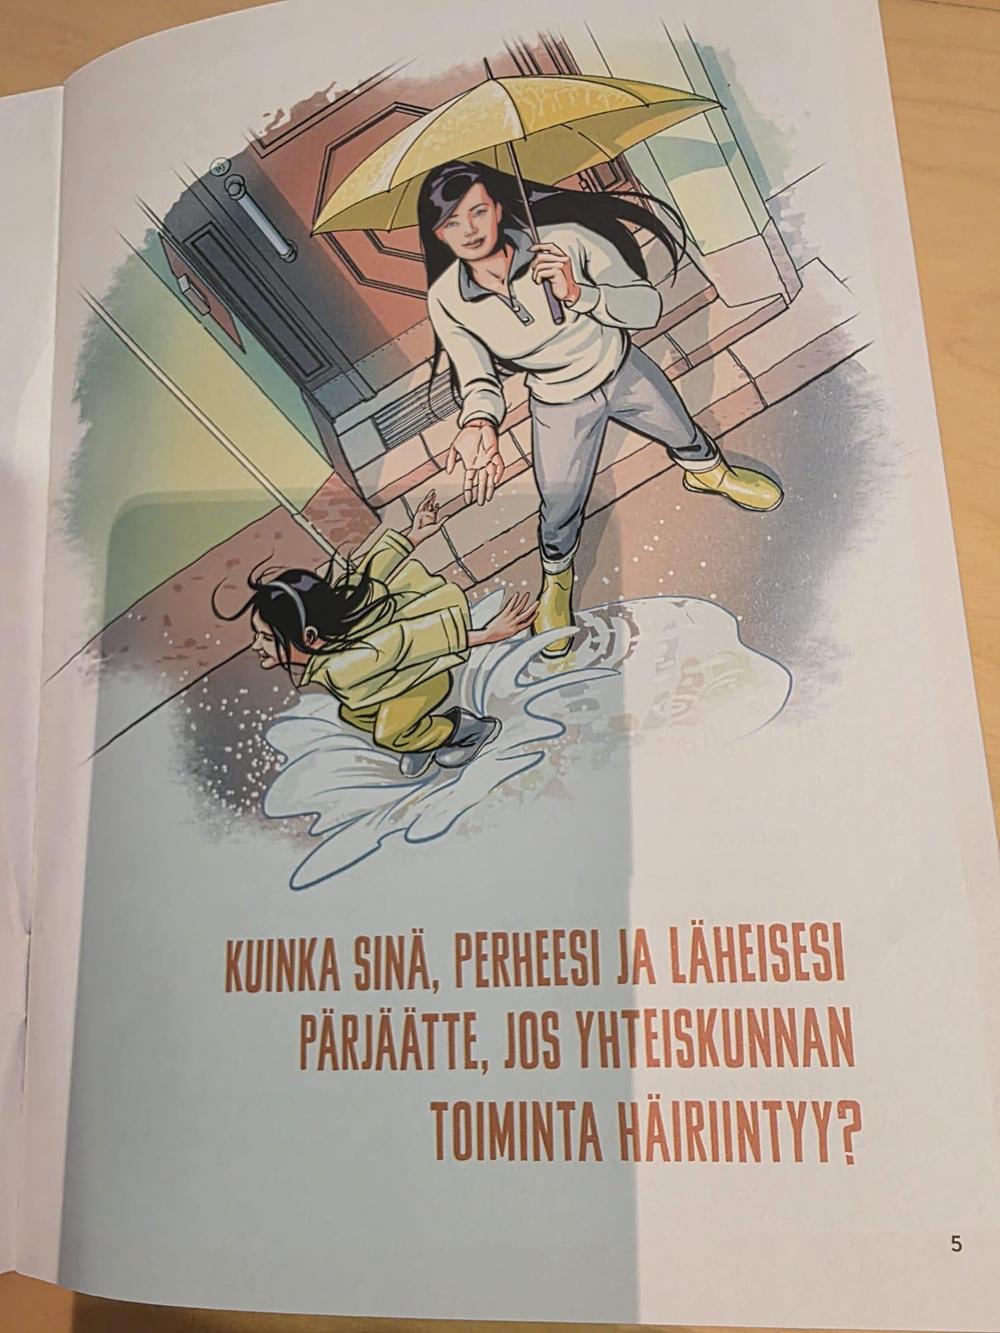 KUINKA SINÄ, PERHEESI JA LÄHEISESI
PÄRJÄÄTTE, JOS YHTEISKUNNAN
TOIMINTA HÄIRIINTYY?
5